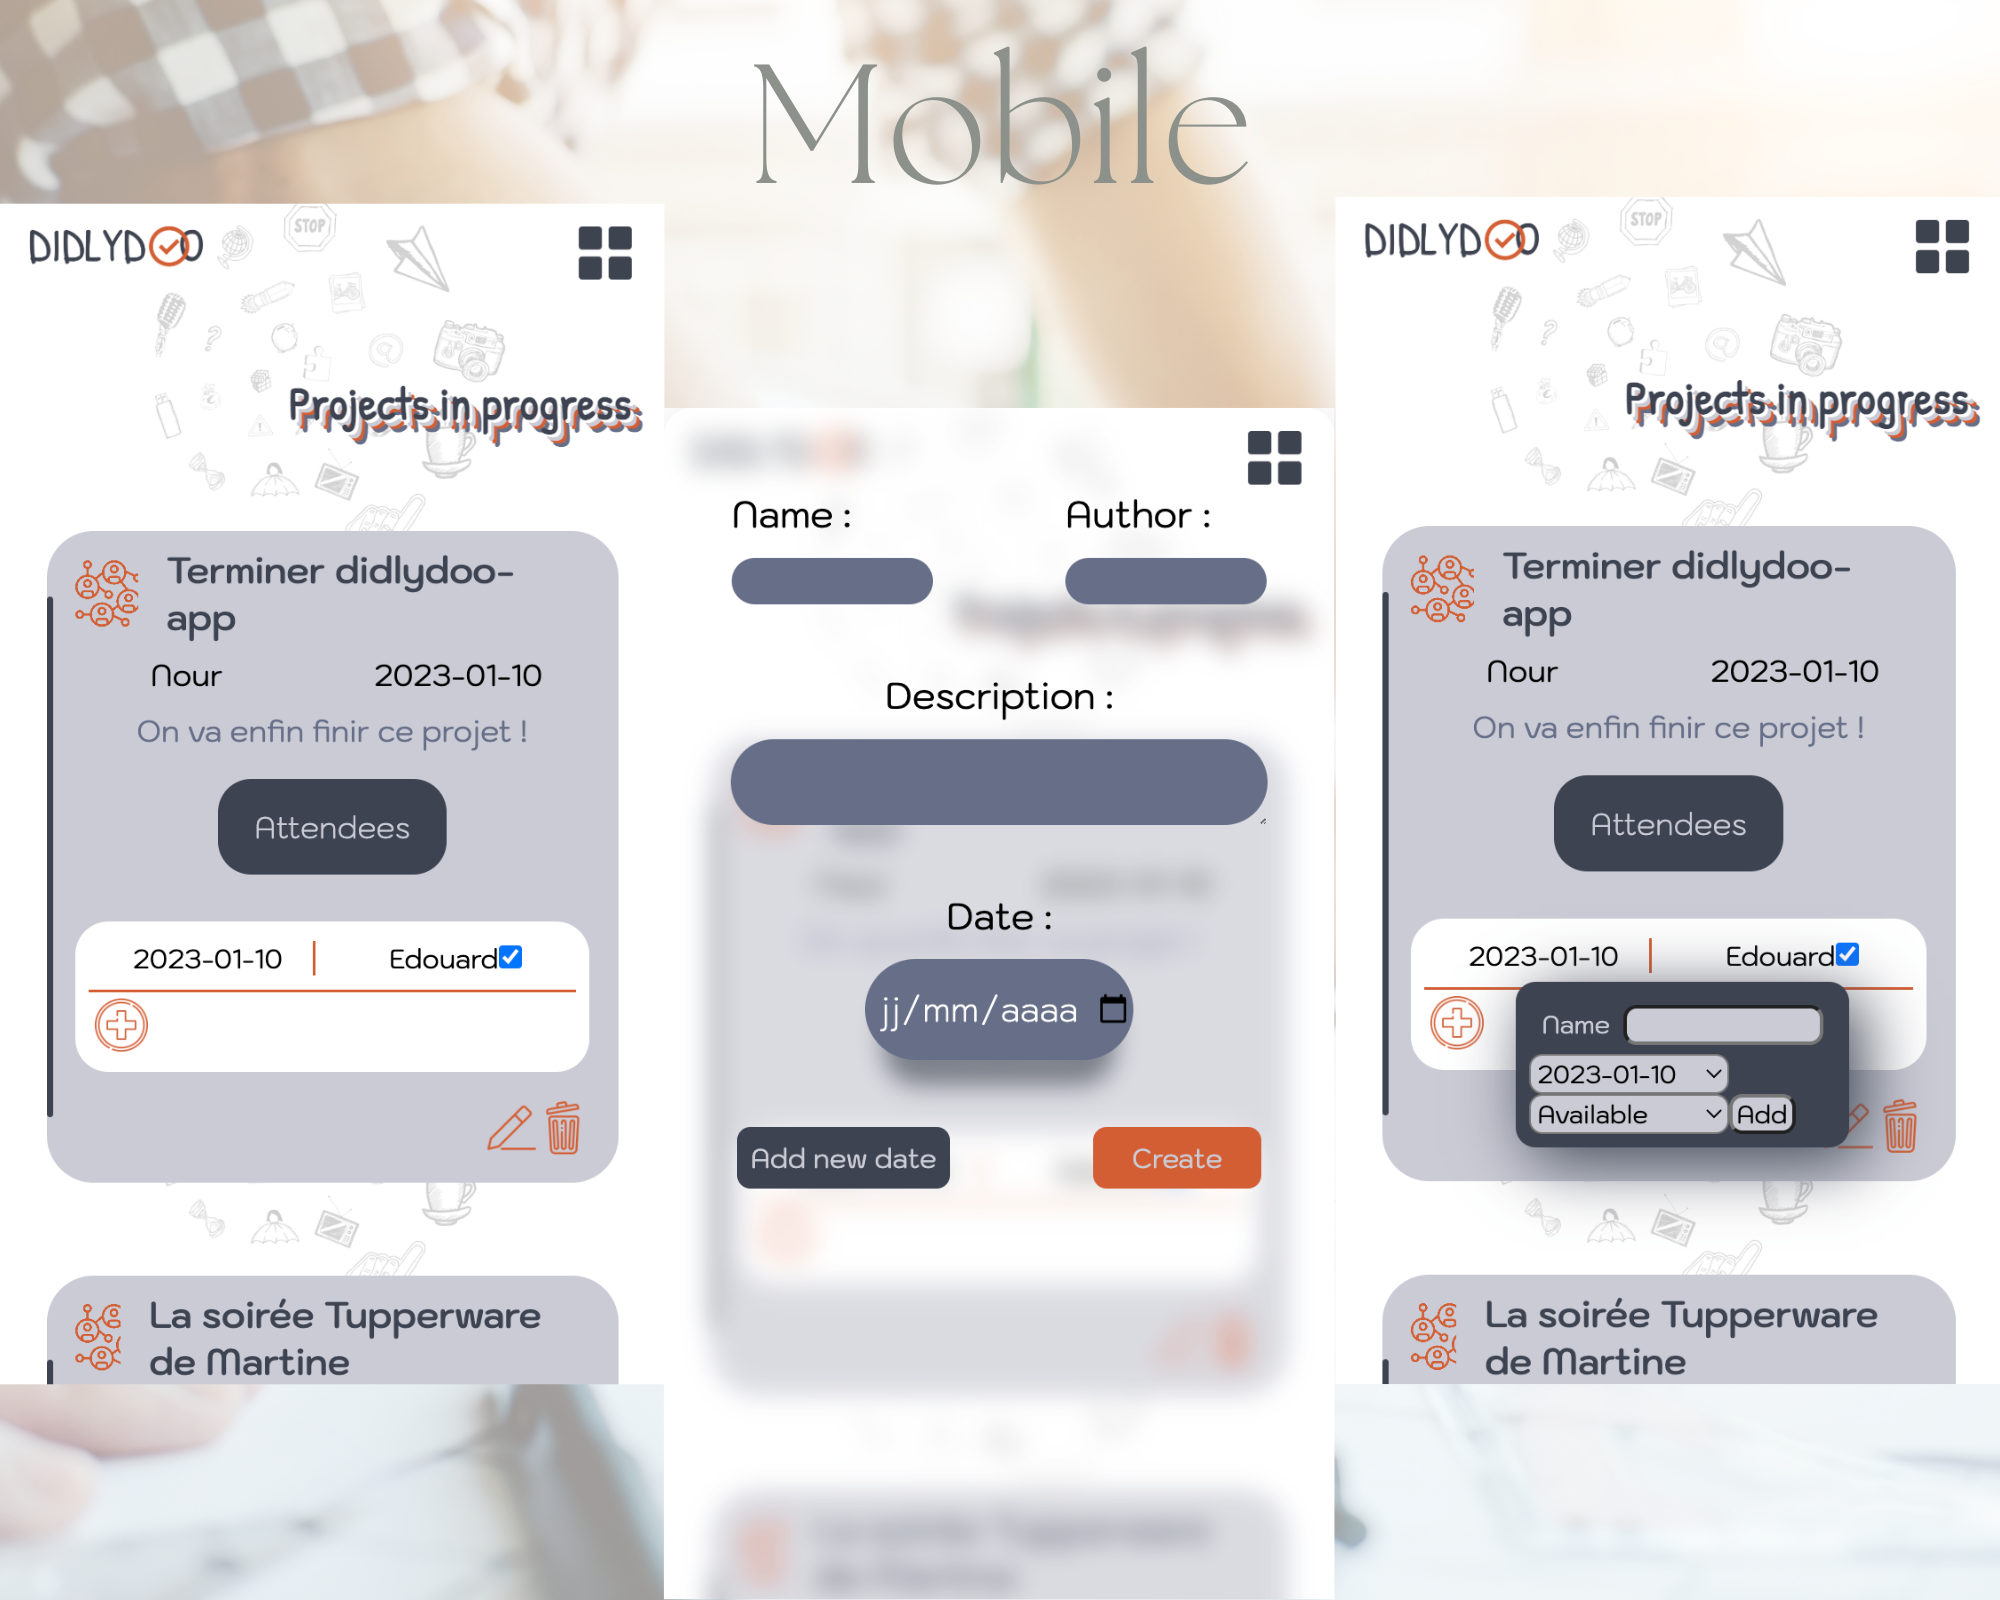 Mobile
DIDLYDOO
STOP
Projects in progress
Terminer didlydoo-
app
Nour 2023-01-10
On va enfin finir ce projet !
Attendees
2023-01-10 Edouard
La soirée Tupperware
de Martine
Name : Author :
Description :
Date :
jj/mm/aaaa
Add new date Create
DIDLYDOO
STOP
Projects in progress
Terminer didlydoo-
app
Nour 2023-01-10
On va enfin finir ce projet !
Attendees
2023-01-10 Edouard
Name
2023-01-10
Available Add
La soirée Tupperware
de Martine